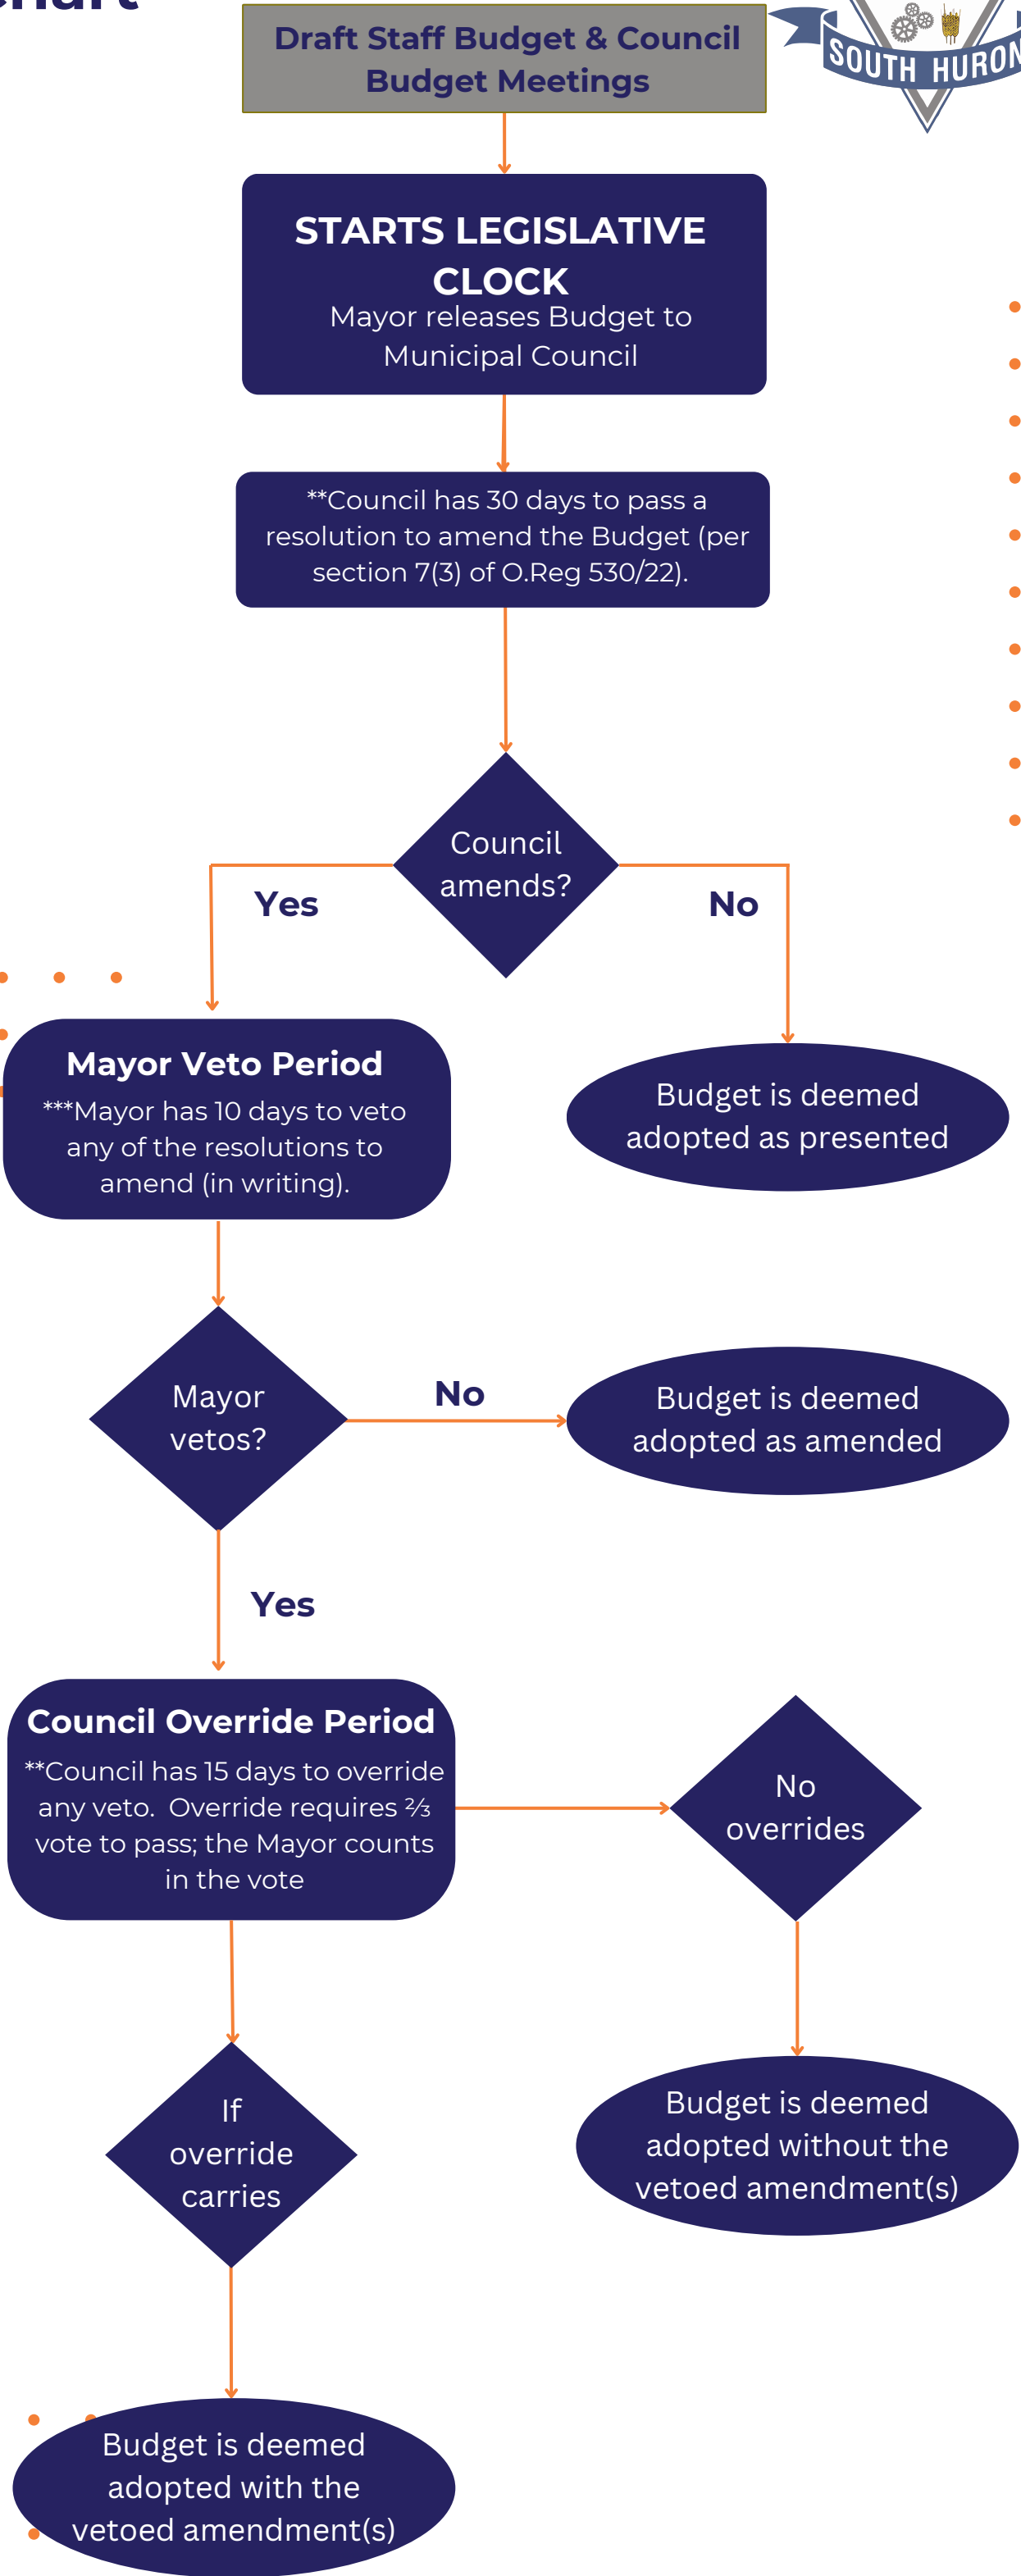 Draft Staff Budget & Council
Budget Meetings
SOUTH HURON
STARTS LEGISLATIVE
CLOCK
Mayor releases Budget to
Municipal Council
**Council has 30 days to pass a
resolution to amend the Budget (per
section 7(3) of O.Reg 530/22).
Council
amends?
Yes
No
Mayor Veto Period
***Mayor has 10 days to veto
any of the resolutions to
amend (in writing).
Budget is deemed
adopted as presented
Mayor
vetos?
No
Budget is deemed
adopted as amended
Yes
Council Override Period
**Council has 15 days to override
any veto.  Override requires ⅔
vote to pass; the Mayor counts
in the vote
No
overrides
If
override
carries
Budget is deemed
adopted without the
vetoed amendment(s)
Budget is deemed
adopted with the
vetoed amendment(s)